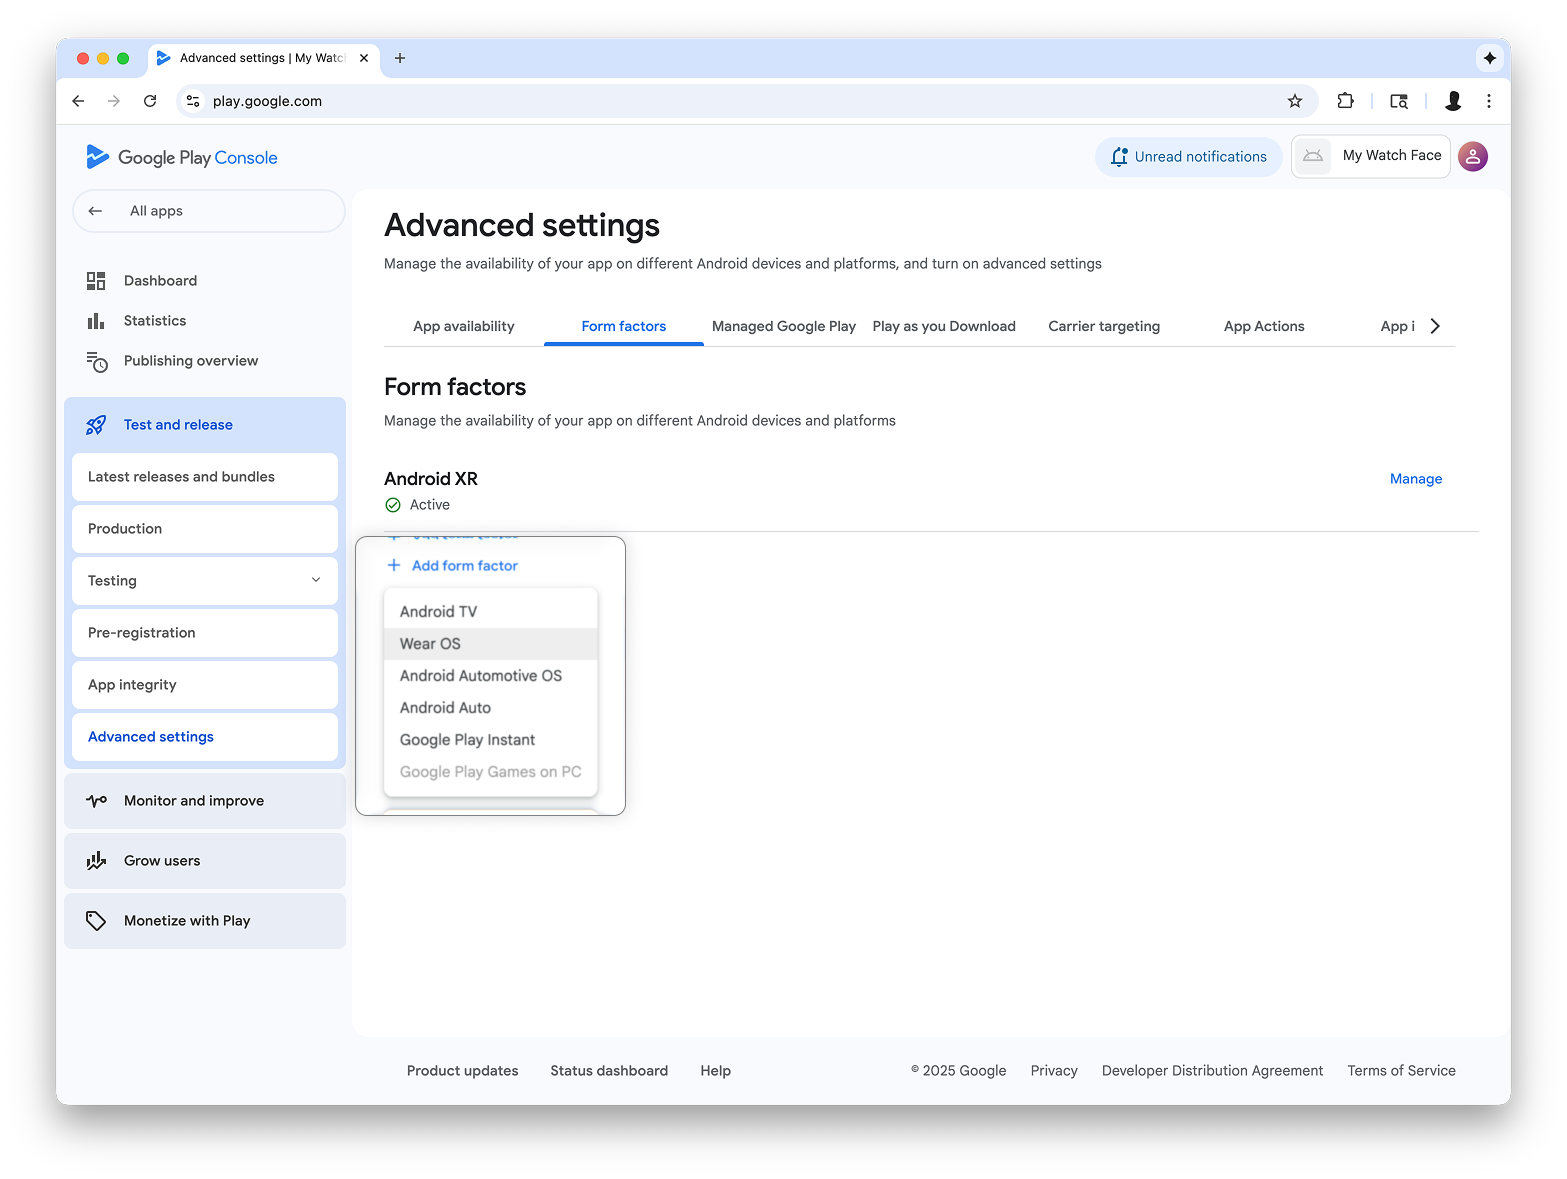 Advanced settings | My Watc
play.google.com
Google Play Console
Unread notifications
My Watch Face
All apps
Dashboard
Statistics
Publishing overview
Test and release
Latest releases and bundles
Production
Testing
Pre-registration
App integrity
Advanced settings
Monitor and improve
Grow users
Monetize with Play
Advanced settings
Manage the availability of your app on different Android devices and platforms, and turn on advanced settings
App availability
Form factors
Managed Google Play
Play as you Download
Carrier targeting
App Actions
App i
Form factors
Manage the availability of your app on different Android devices and platforms
Android XR
Manage
Active
+ Add form factor
Android TV
Wear OS
Android Automotive OS
Android Auto
Google Play Instant
Google Play Games on PC
Product updates
Status dashboard
Help
© 2025 Google
Privacy
Developer Distribution Agreement
Terms of Service